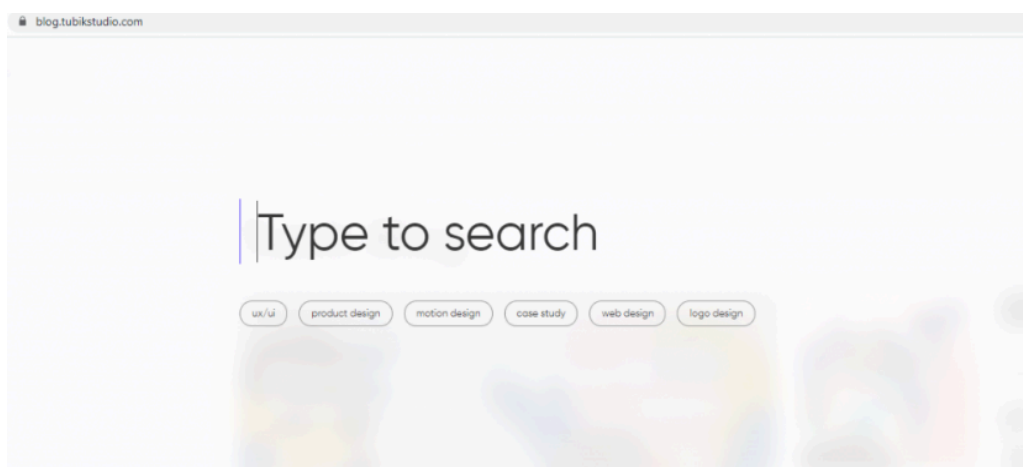 blog.tubikstudio.com
Type to search
ux/ui product design motion design case study web design logo design